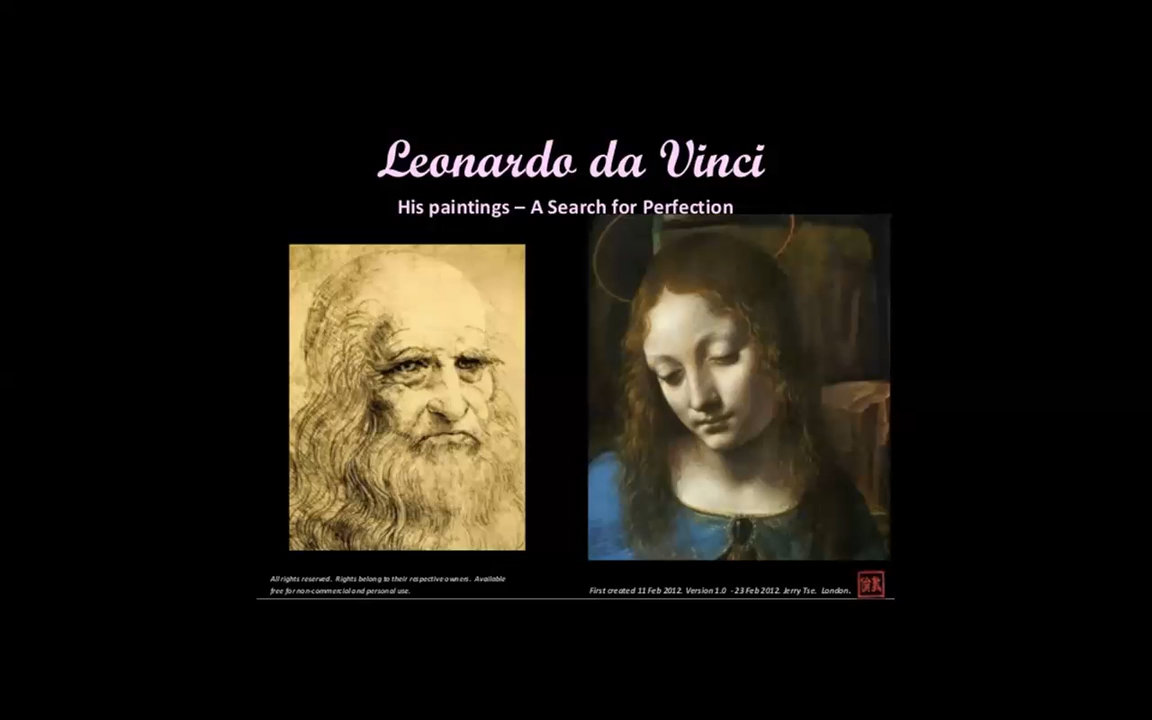 Leonardo da Vinci
His paintings – A Search for Perfection
All rights reserved. Rights belong to their respective owners. Available
free for non-commercial and personal use.
First created 11 Feb 2012. Version 1.0 - 23 Feb 2012. Jerry Tse. London.